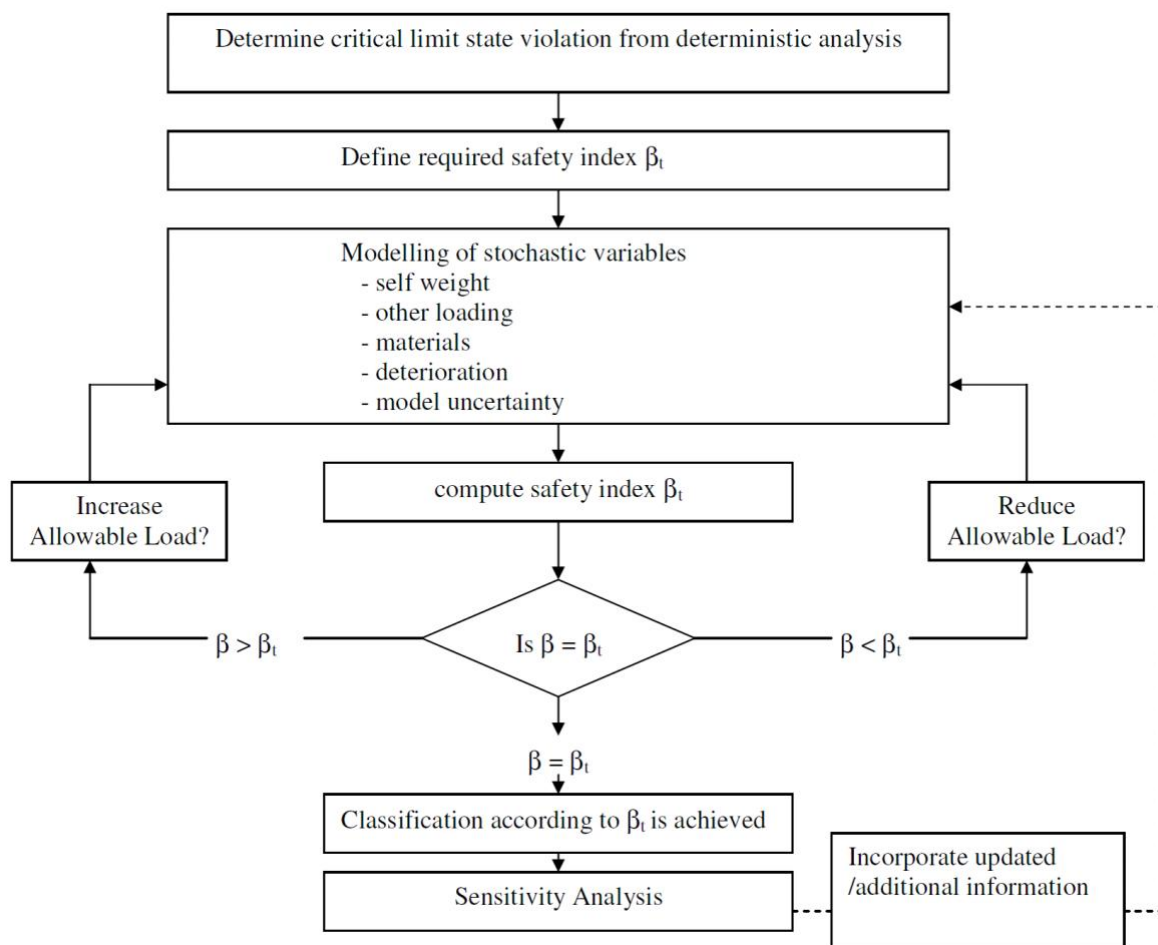 Determine critical limit state violation from deterministic analysis
Define required safety index βₜ
Modelling of stochastic variables
- self weight
- other loading
- materials
- deterioration
- model uncertainty
compute safety index βₜ
Increase
Allowable Load?
Reduce
Allowable Load?
β > βₜ
Is β = βₜ
β < βₜ
β = βₜ
Classification according to βₜ is achieved
Sensitivity Analysis
Incorporate updated
/additional information